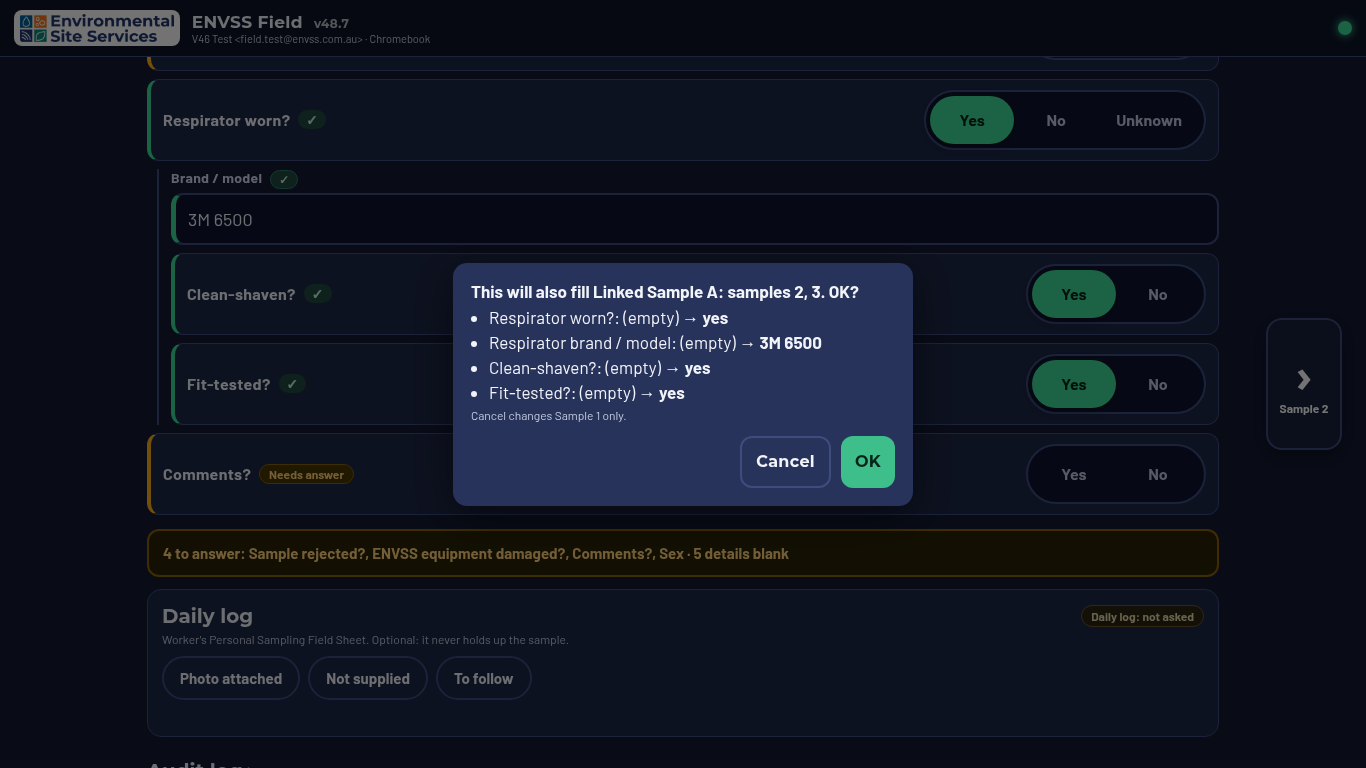 Environmental
Site Services
ENVSS Field v48.7
V46 Test <field.test@envss.com.au> · Chromebook
Respirator worn? ✓ Yes No Unknown
Brand / model ✓
3M 6500
Clean-shaven? ✓ Yes No
Fit-tested? ✓ Yes No
This will also fill Linked Sample A: samples 2, 3. OK?
• Respirator worn?: (empty) → yes
• Respirator brand / model: (empty) → 3M 6500
• Clean-shaven?: (empty) → yes
• Fit-tested?: (empty) → yes
Cancel changes Sample 1 only.
Cancel OK
›
Sample 2
Comments? Needs answer Yes No
4 to answer: Sample rejected?, ENVSS equipment damaged?, Comments?, Sex · 5 details blank
Daily log Daily log: not asked
Worker's Personal Sampling Field Sheet. Optional: it never holds up the sample.
Photo attached Not supplied To follow